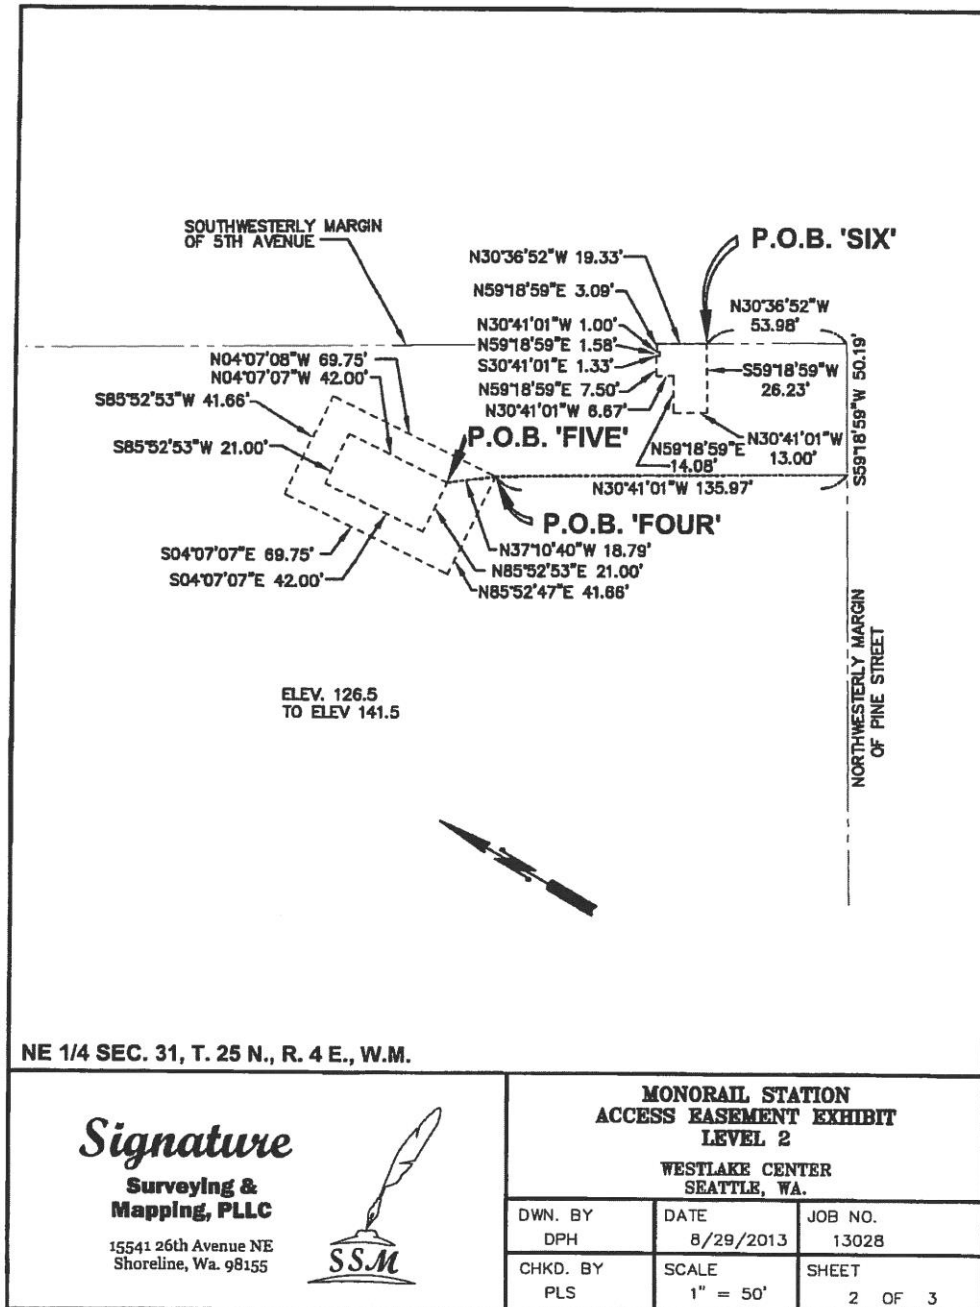 SOUTHWESTERLY MARGIN
OF 5TH AVENUE
P.O.B. 'SIX'
N30°36'52"W 19.33'
N59°18'59"E 3.09'
N30°36'52"W
53.98'
N30°41'01"W 1.00'
N59°18'59"E 1.58'
S30°41'01"E 1.33'
N59°18'59"E 7.50'
N30°41'01"W 6.67'
S59°18'59"W
26.23'
S59°18'59"W 50.19'
N04°07'08"W 69.75'
N04°07'07"W 42.00'
S85°52'53"W 41.66'
S85°52'53"W 21.00'
P.O.B. 'FIVE'
N59°18'59"E
14.08'
N30°41'01"W
13.00'
N30°41'01"W 135.97'
P.O.B. 'FOUR'
S04°07'07"E 69.75'
S04°07'07"E 42.00'
N37°10'40"W 18.79'
N85°52'53"E 21.00'
N85°52'47"E 41.66'
NORTHWESTERLY MARGIN
OF PINE STREET
ELEV. 126.5
TO ELEV 141.5
N
NE 1/4 SEC. 31, T. 25 N., R. 4 E., W.M.
Signature
Surveying &
Mapping, PLLC
15541 26th Avenue NE
Shoreline, Wa. 98155
SSM
MONORAIL STATION
ACCESS EASEMENT EXHIBIT
LEVEL 2
WESTLAKE CENTER
SEATTLE, WA.
DWN. BY
DPH
DATE
8/29/2013
JOB NO.
13028
CHKD. BY
PLS
SCALE
1" = 50'
SHEET
2 OF 3